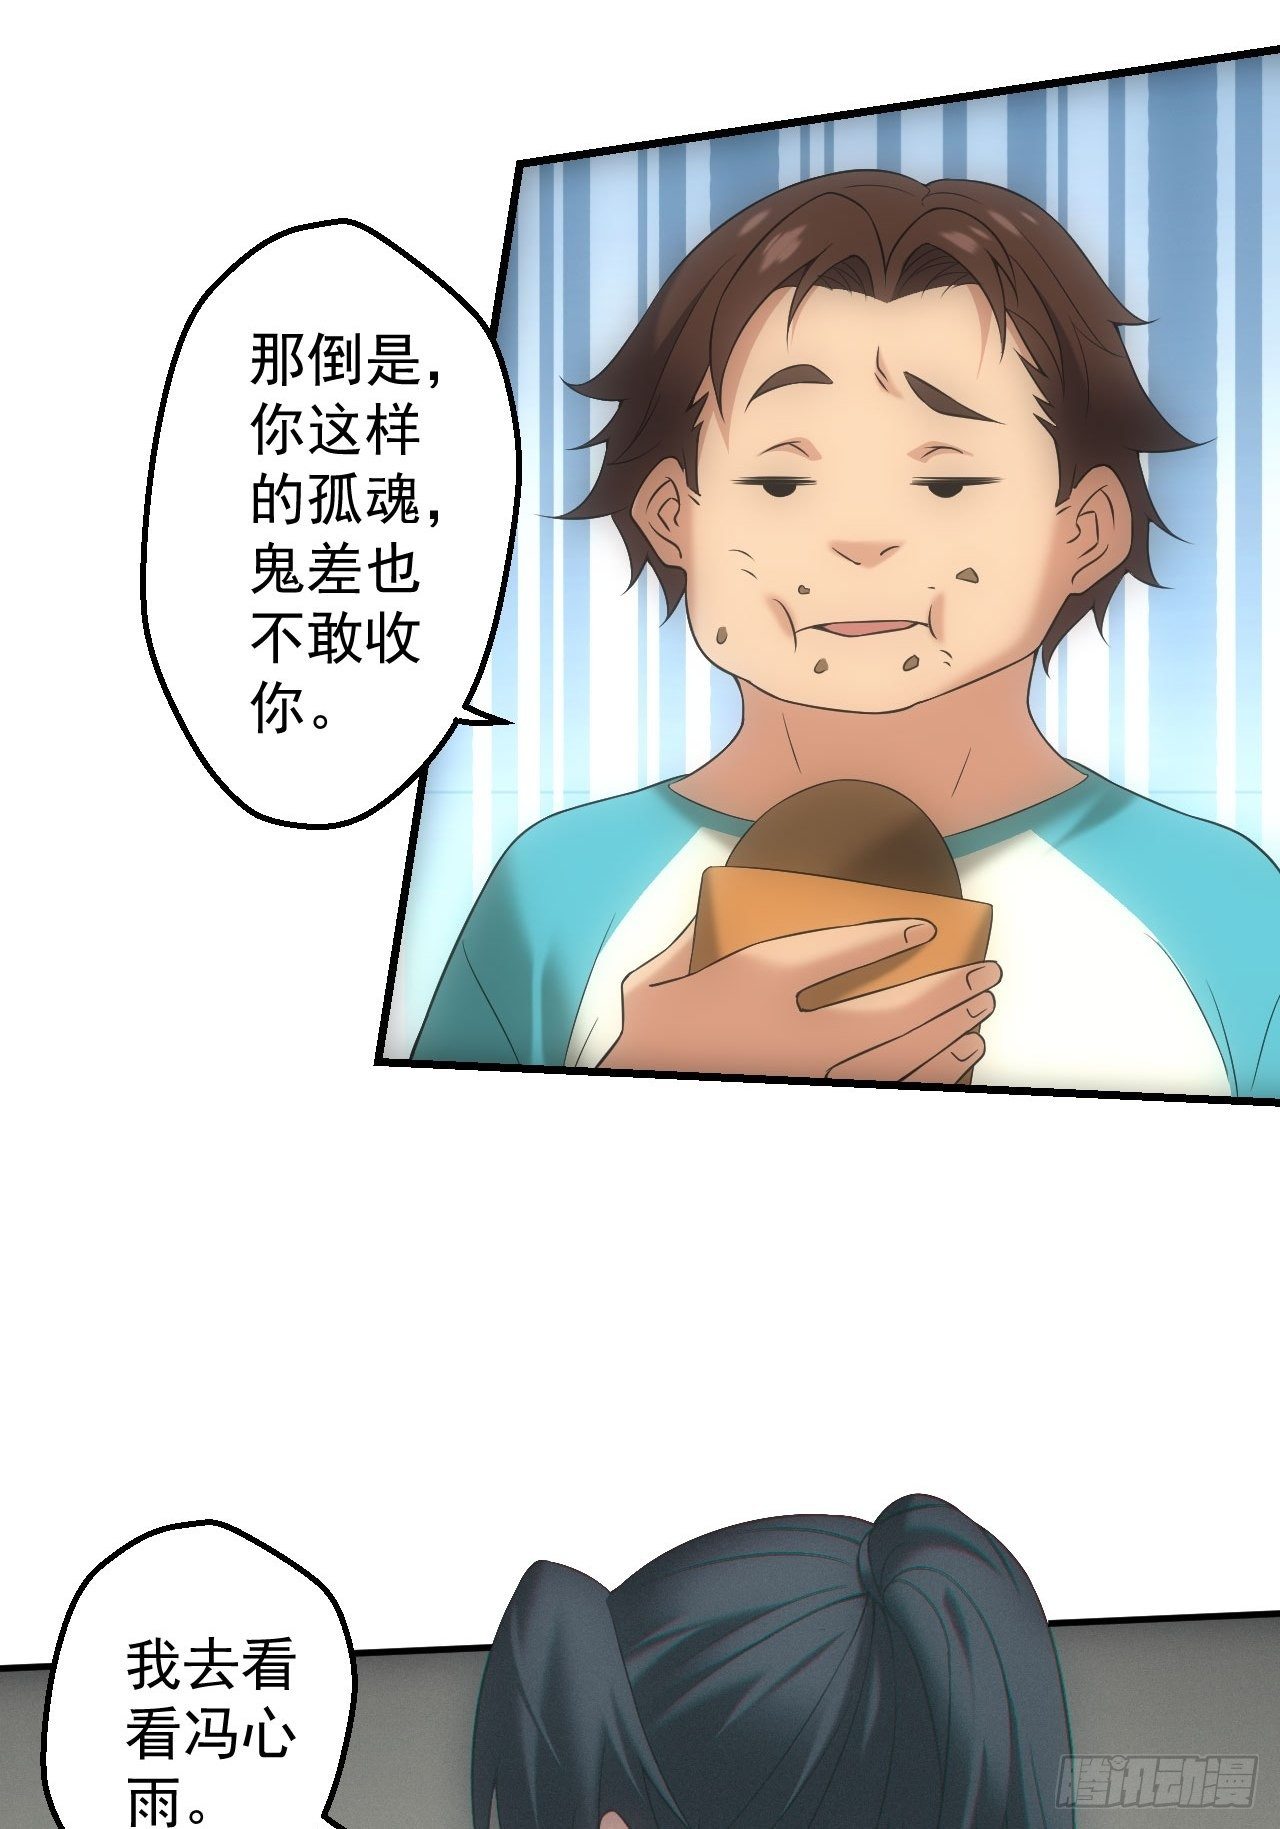 那倒是，
你这样
的孤魂，
鬼差也
不敢收
你。
我去看
看冯心
雨。
腾讯动漫